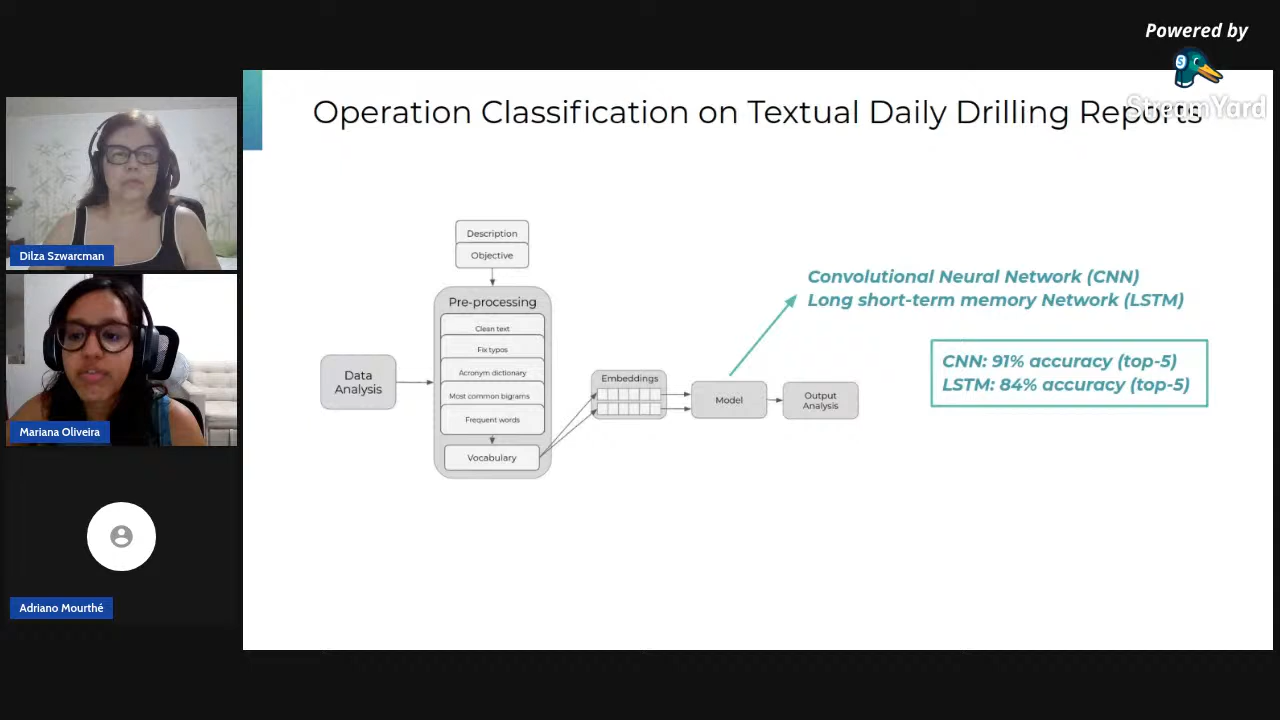 Powered by
StreamYard
Operation Classification on Textual Daily Drilling Reports
Dilza Szwarcman
Mariana Oliveira
Adriano Mourthé
Description
Objective
Pre-processing
Clean text
Fix typos
Acronym dictionary
Most common bigrams
Frequent words
Vocabulary
Data
Analysis
Embeddings
Model
Output
Analysis
Convolutional Neural Network (CNN)
Long short-term memory Network (LSTM)
CNN: 91% accuracy (top-5)
LSTM: 84% accuracy (top-5)